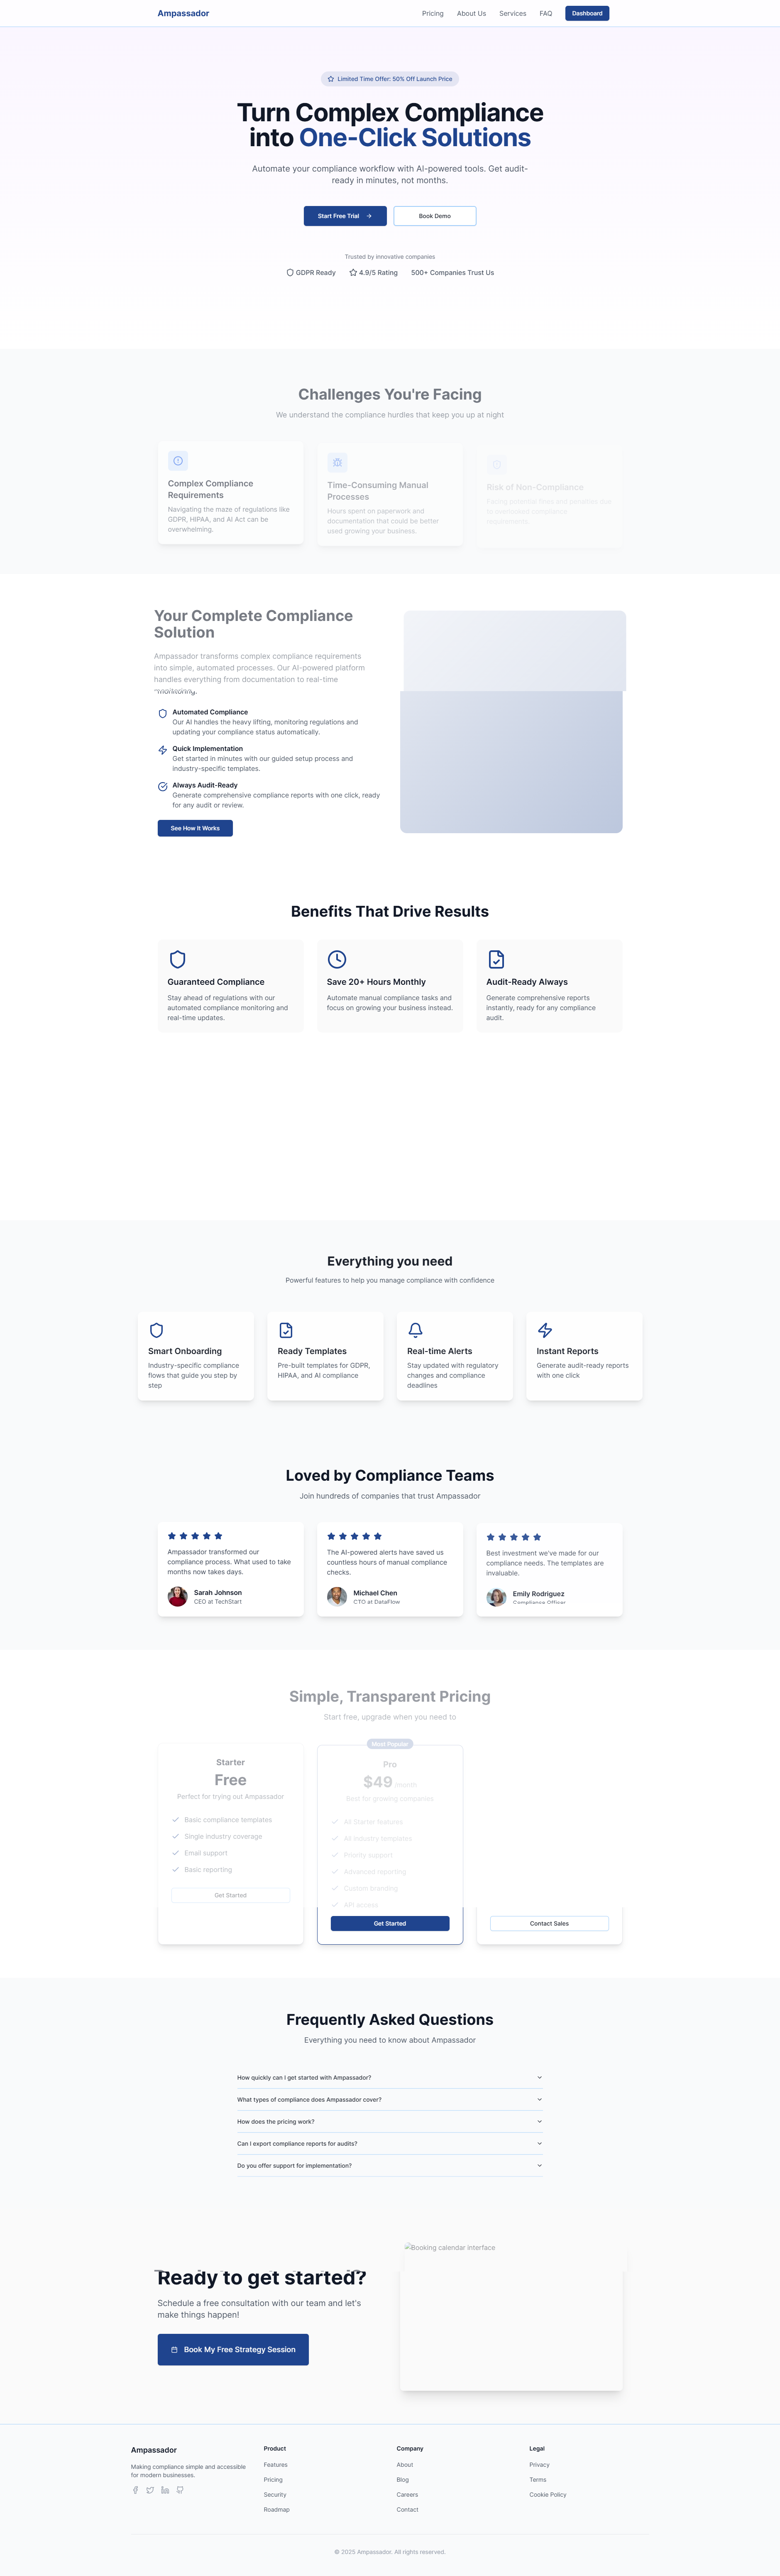 Ampassador
Pricing
About Us
Services
FAQ
Dashboard
Limited Time Offer: 50% Off Launch Price
Turn Complex Compliance
into One-Click Solutions
Automate your compliance workflow with AI-powered tools. Get audit-
ready in minutes, not months.
Start Free Trial
Book Demo
Trusted by innovative companies
GDPR Ready
4.9/5 Rating
500+ Companies Trust Us
Challenges You're Facing
We understand the compliance hurdles that keep you up at night
Complex Compliance
Requirements
Navigating the maze of regulations like
GDPR, HIPAA, and AI Act can be
overwhelming.
Time-Consuming Manual
Processes
Hours spent on paperwork and
documentation that could be better
used growing your business.
Risk of Non-Compliance
Facing potential fines and penalties due
to inadequate compliance
requirements.
Your Complete Compliance
Solution
Ampassador transforms complex compliance requirements
into simple, automated processes. Our AI-powered platform
handles everything from documentation to real-time
monitoring.
Automated Compliance
Our AI handles the heavy lifting, monitoring regulations and
updating your compliance status automatically.
Quick Implementation
Get started in minutes with our guided setup process and
industry-specific templates.
Always Audit-Ready
Generate comprehensive compliance reports with one click, ready
for any audit or review.
See How It Works
Benefits That Drive Results
Guaranteed Compliance
Stay ahead of regulations with our
automated compliance monitoring and
real-time updates.
Save 20+ Hours Monthly
Automate manual compliance tasks and
focus on growing your business instead.
Audit-Ready Always
Generate comprehensive reports
instantly, ready for any compliance
audit.
Everything you need
Powerful features to help you manage compliance with confidence
Smart Onboarding
Industry-specific compliance
flows that guide you step by
step
Ready Templates
Pre-built templates for GDPR,
HIPAA, and AI compliance
Real-time Alerts
Stay updated with regulatory
changes and compliance
deadlines
Instant Reports
Generate audit-ready reports
with one click
Loved by Compliance Teams
Join hundreds of companies that trust Ampassador
Ampassador transformed our
compliance process. What used to take
months now takes days.
Sarah Johnson
CEO at TechStart
The AI-powered alerts have saved us
countless hours of manual compliance
checks.
Michael Chen
CTO at DataFlow
Best investment we've made for our
compliance needs. The templates are
invaluable.
Emily Rodriguez
Compliance Officer
Simple, Transparent Pricing
Start free, upgrade when you need to
Starter
Free
Perfect for trying out Ampassador
Basic compliance templates
Single industry coverage
Email support
Basic reporting
Get Started
Most Popular
Pro
$49 /month
Best for growing companies
All Starter features
All industry templates
Priority support
Advanced reporting
Custom branding
API access
Get Started
Contact Sales
Frequently Asked Questions
Everything you need to know about Ampassador
How quickly can I get started with Ampassador?
What types of compliance does Ampassador cover?
How does the pricing work?
Can I export compliance reports for audits?
Do you offer support for implementation?
Booking calendar interface
Ready to get started?
Schedule a free consultation with our team and let's
make things happen!
Book My Free Strategy Session
Ampassador
Making compliance simple and accessible
for modern businesses.
Product
Features
Pricing
Security
Roadmap
Company
About
Blog
Careers
Contact
Legal
Privacy
Terms
Cookie Policy
© 2025 Ampassador. All rights reserved.